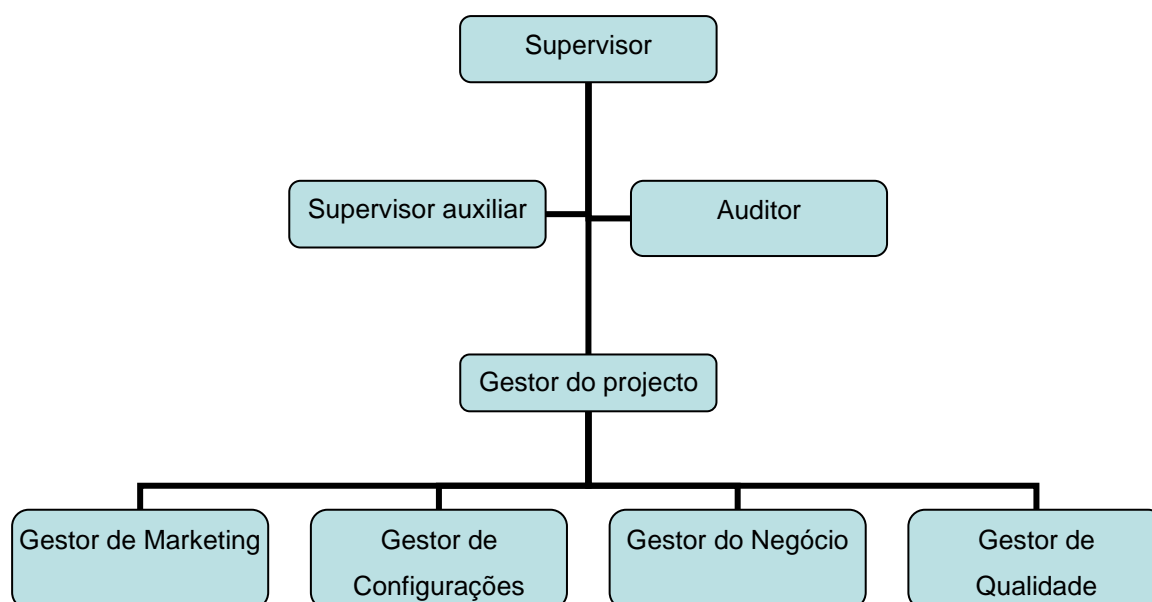 Supervisor
Supervisor auxiliar
Auditor
Gestor do projecto
Gestor de Marketing
Gestor de
Configurações
Gestor do Negócio
Gestor de
Qualidade